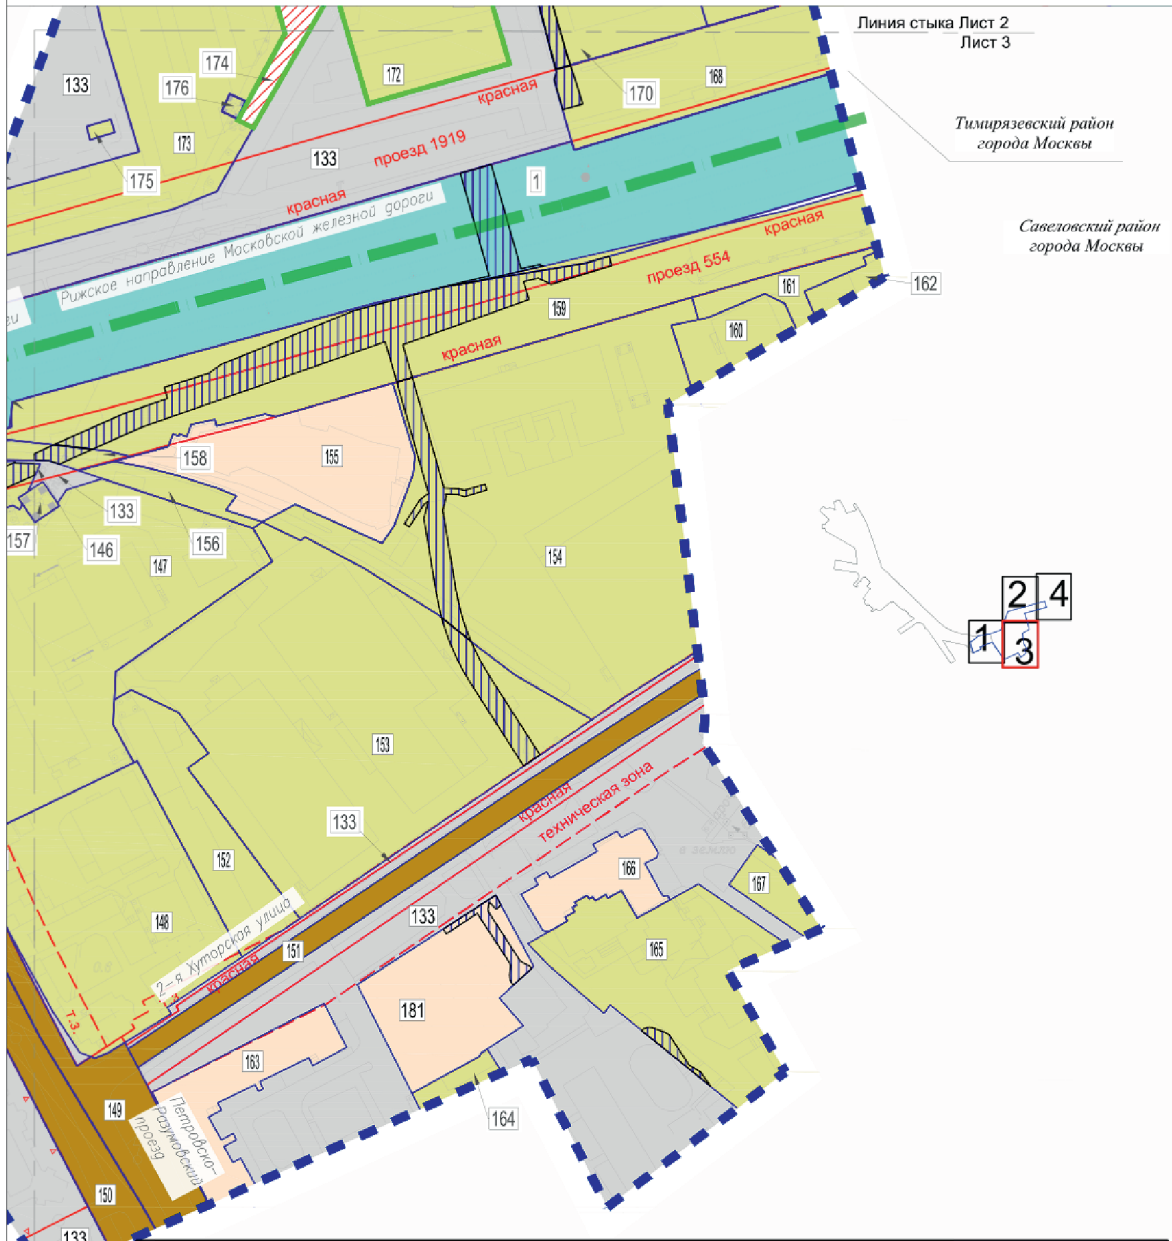 Линия стыка Лист 2
Лист 3
174
172
170
168
133
176
красная
173
133
проезд 1919
175
1
Тимирязевский район
города Москвы
красная
Рижское направление Московской железной дороги
красная
Савеловский район
города Москвы
проезд 554
161
162
159
160
красная
158
155
133
157
146
156
147
154
2
4
1
3
153
133
красная
техническая зона
152
166
167
148
2-я Хуторская улица
133
151
165
красная
т.з.
181
163
149
Петровско-
Разумовский
проезд
164
150
133